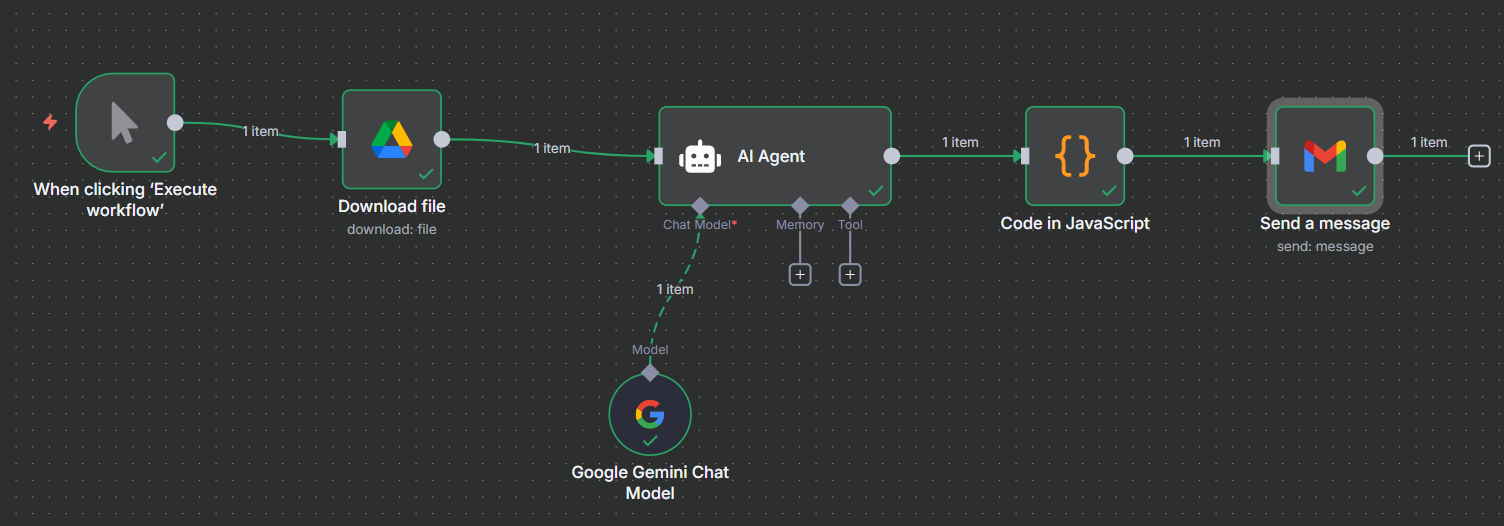 1 item
When clicking ‘Execute
workflow’
Download file
download: file
1 item
AI Agent
Chat Model*
Memory
Tool
1 item
Model
Google Gemini Chat
Model
1 item
Code in JavaScript
1 item
Send a message
send: message
1 item